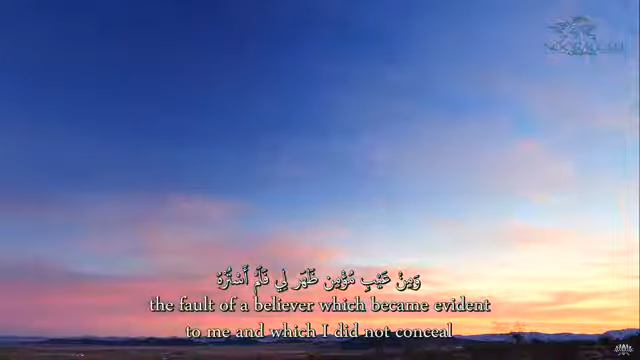 وَمِنْ عَيْبِ مُؤْمِنٍ ظَهَرَ لِي فَلَمْ أَسْتُرْهُ
the fault of a believer which became evident
to me and which I did not conceal